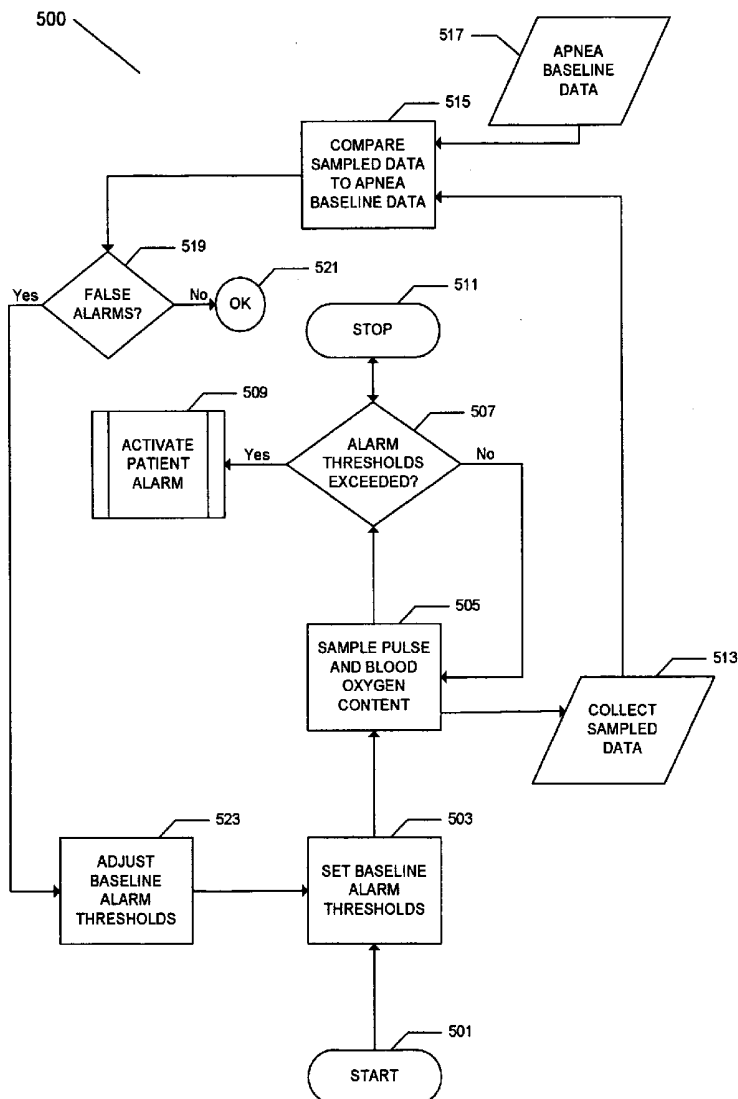 500
517
APNEA
BASELINE
DATA
515
COMPARE
SAMPLED DATA
TO APNEA
BASELINE DATA
519
Yes
FALSE
ALARMS?
No
521
OK
511
STOP
509
ACTIVATE
PATIENT
ALARM
507
Yes
ALARM
THRESHOLDS
EXCEEDED?
No
505
SAMPLE PULSE
AND BLOOD
OXYGEN
CONTENT
513
COLLECT
SAMPLED
DATA
523
ADJUST
BASELINE
ALARM
THRESHOLDS
503
SET BASELINE
ALARM
THRESHOLDS
501
START